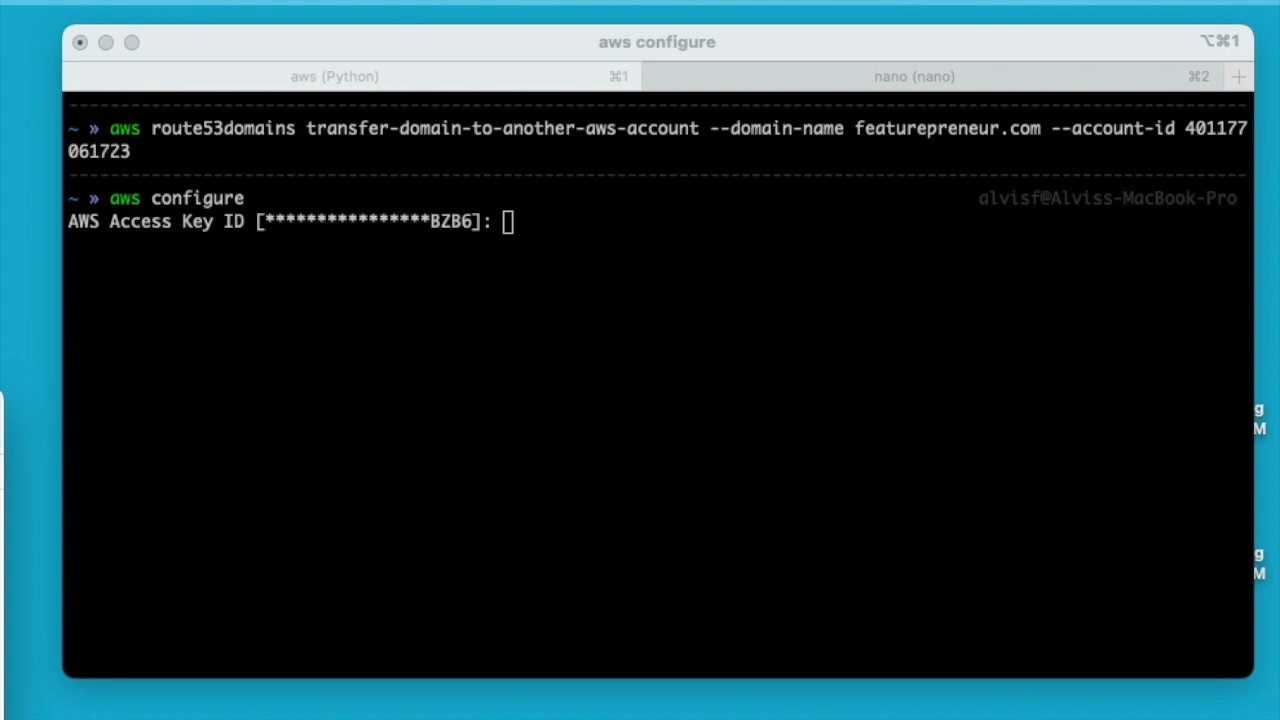 aws configure
⌥⌘1
aws (Python) ⌘1
nano (nano) ⌘2
~ » aws route53domains transfer-domain-to-another-aws-account --domain-name featurepreneur.com --account-id 401177
061723
~ » aws configure
alvisf@Alviss-MacBook-Pro
AWS Access Key ID [****************BZB6]:
g
M
g
M